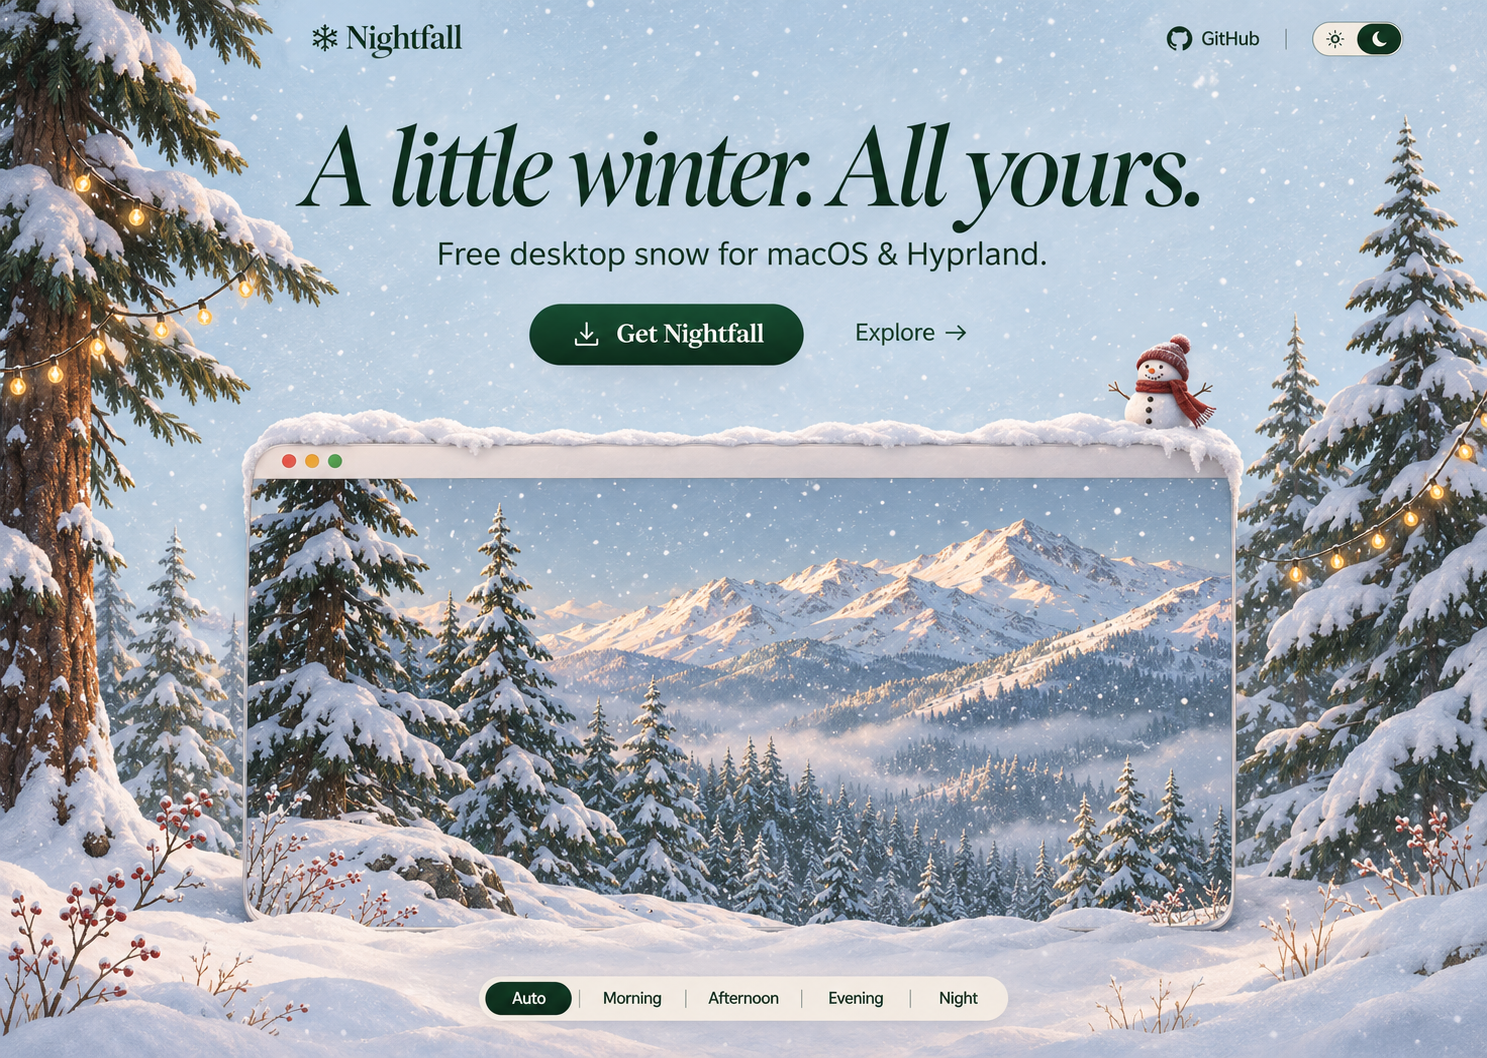 Nightfall
GitHub
A little winter. All yours.
Free desktop snow for macOS & Hyprland.
Get Nightfall
Explore →
Auto
Morning
Afternoon
Evening
Night